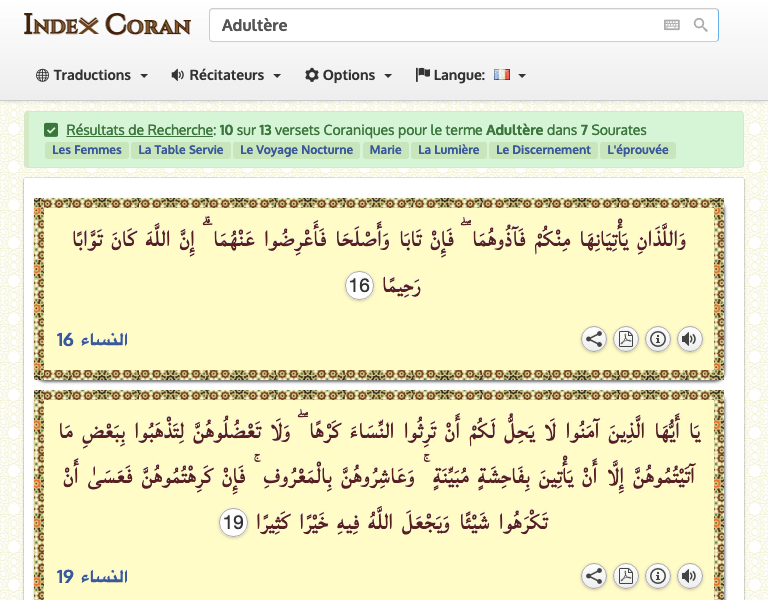 Index Coran
Adultère
Traductions
Récitateurs
Options
Langue:
Résultats de Recherche: 10 sur 13 versets Coraniques pour le terme Adultère dans 7 Sourates
Les Femmes La Table Servie Le Voyage Nocturne Marie La Lumière Le Discernement L'éprouvée
وَاللَّذَانِ يَأْتِيَانِهَا مِنْكُمْ فَآذُوهُمَا ۖ فَإِنْ تَابَا وَأَصْلَحَا فَأَعْرِضُوا عَنْهُمَا ۗ إِنَّ اللَّهَ كَانَ تَوَّابًا
رَحِيمًا 16
النساء 16
يَا أَيُّهَا الَّذِينَ آمَنُوا لَا يَحِلُّ لَكُمْ أَنْ تَرِثُوا النِّسَاءَ كَرْهًا ۖ وَلَا تَعْضُلُوهُنَّ لِتَذْهَبُوا بِبَعْضِ مَا
آتَيْتُمُوهُنَّ إِلَّا أَنْ يَأْتِينَ بِفَاحِشَةٍ مُبَيِّنَةٍ ۚ وَعَاشِرُوهُنَّ بِالْمَعْرُوفِ ۚ فَإِنْ كَرِهْتُمُوهُنَّ فَعَسَىٰ أَنْ
تَكْرَهُوا شَيْئًا وَيَجْعَلَ اللَّهُ فِيهِ خَيْرًا كَثِيرًا 19
النساء 19